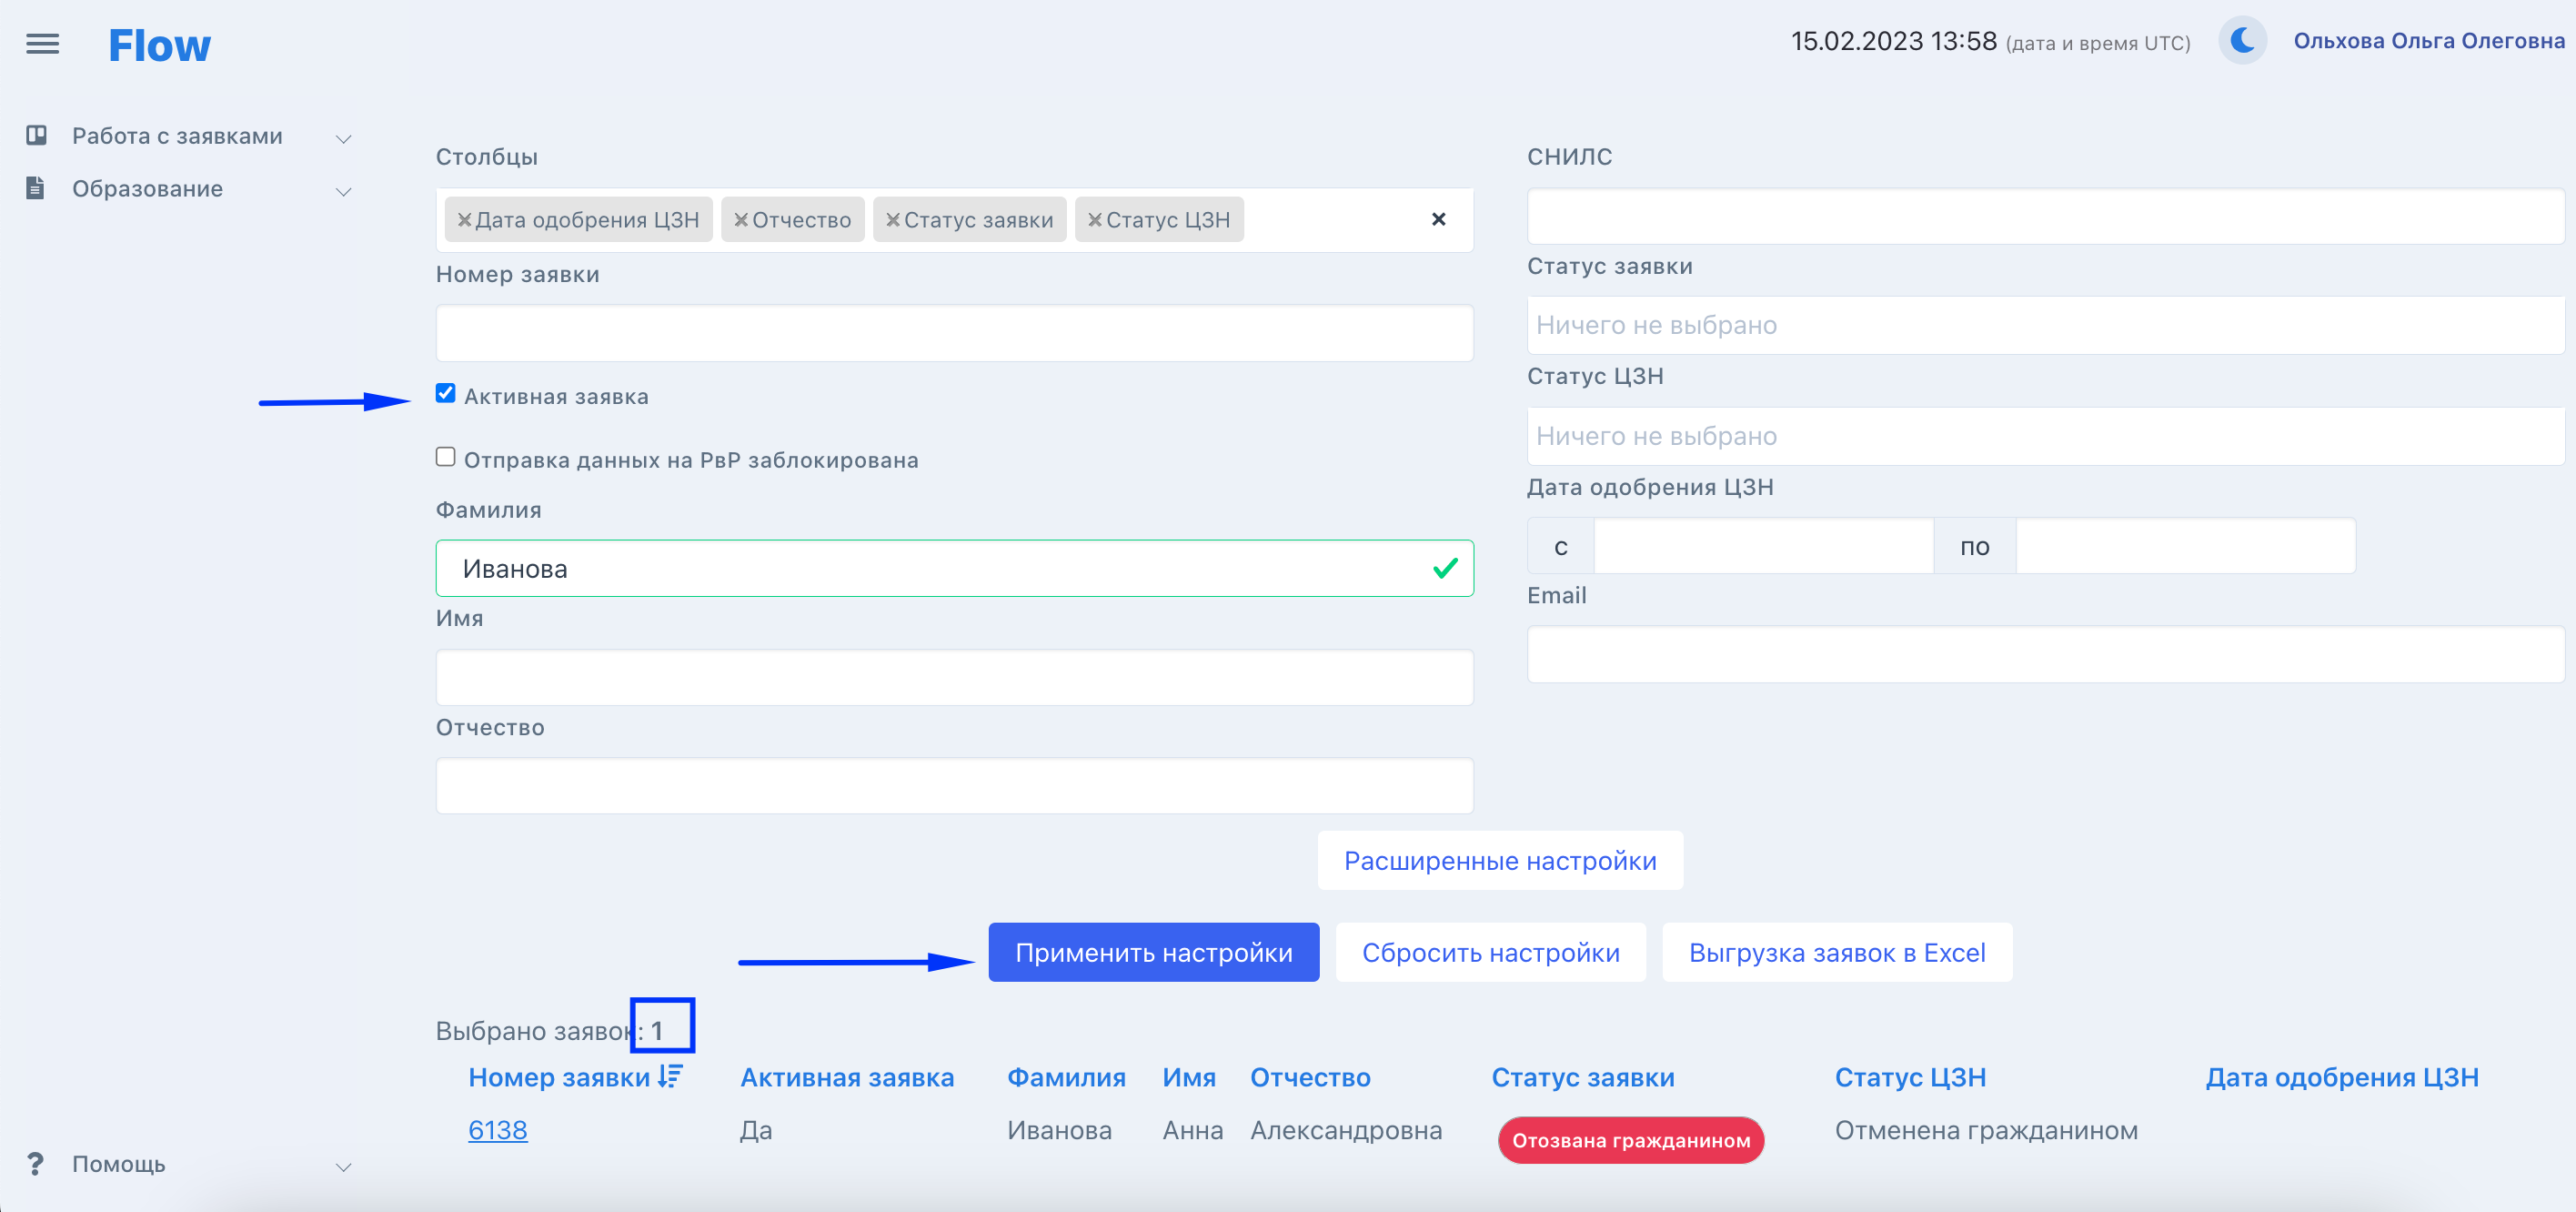 Flow
15.02.2023 13:58 (дата и время UTC)
Ольхова Ольга Олеговна
Работа с заявками
Образование
Столбцы
Дата одобрения ЦЗН Отчество Статус заявки Статус ЦЗН
Номер заявки
Активная заявка
Отправка данных на РвР заблокирована
Фамилия
Иванова
Имя
Отчество
СНИЛС
Статус заявки
Ничего не выбрано
Статус ЦЗН
Ничего не выбрано
Дата одобрения ЦЗН
с по
Email
Расширенные настройки
Применить настройки Сбросить настройки Выгрузка заявок в Excel
Выбрано заявок: 1
Номер заявки Активная заявка Фамилия Имя Отчество Статус заявки Статус ЦЗН Дата одобрения ЦЗН
6138 Да Иванова Анна Александровна Отозвана гражданином Отменена гражданином
Помощь